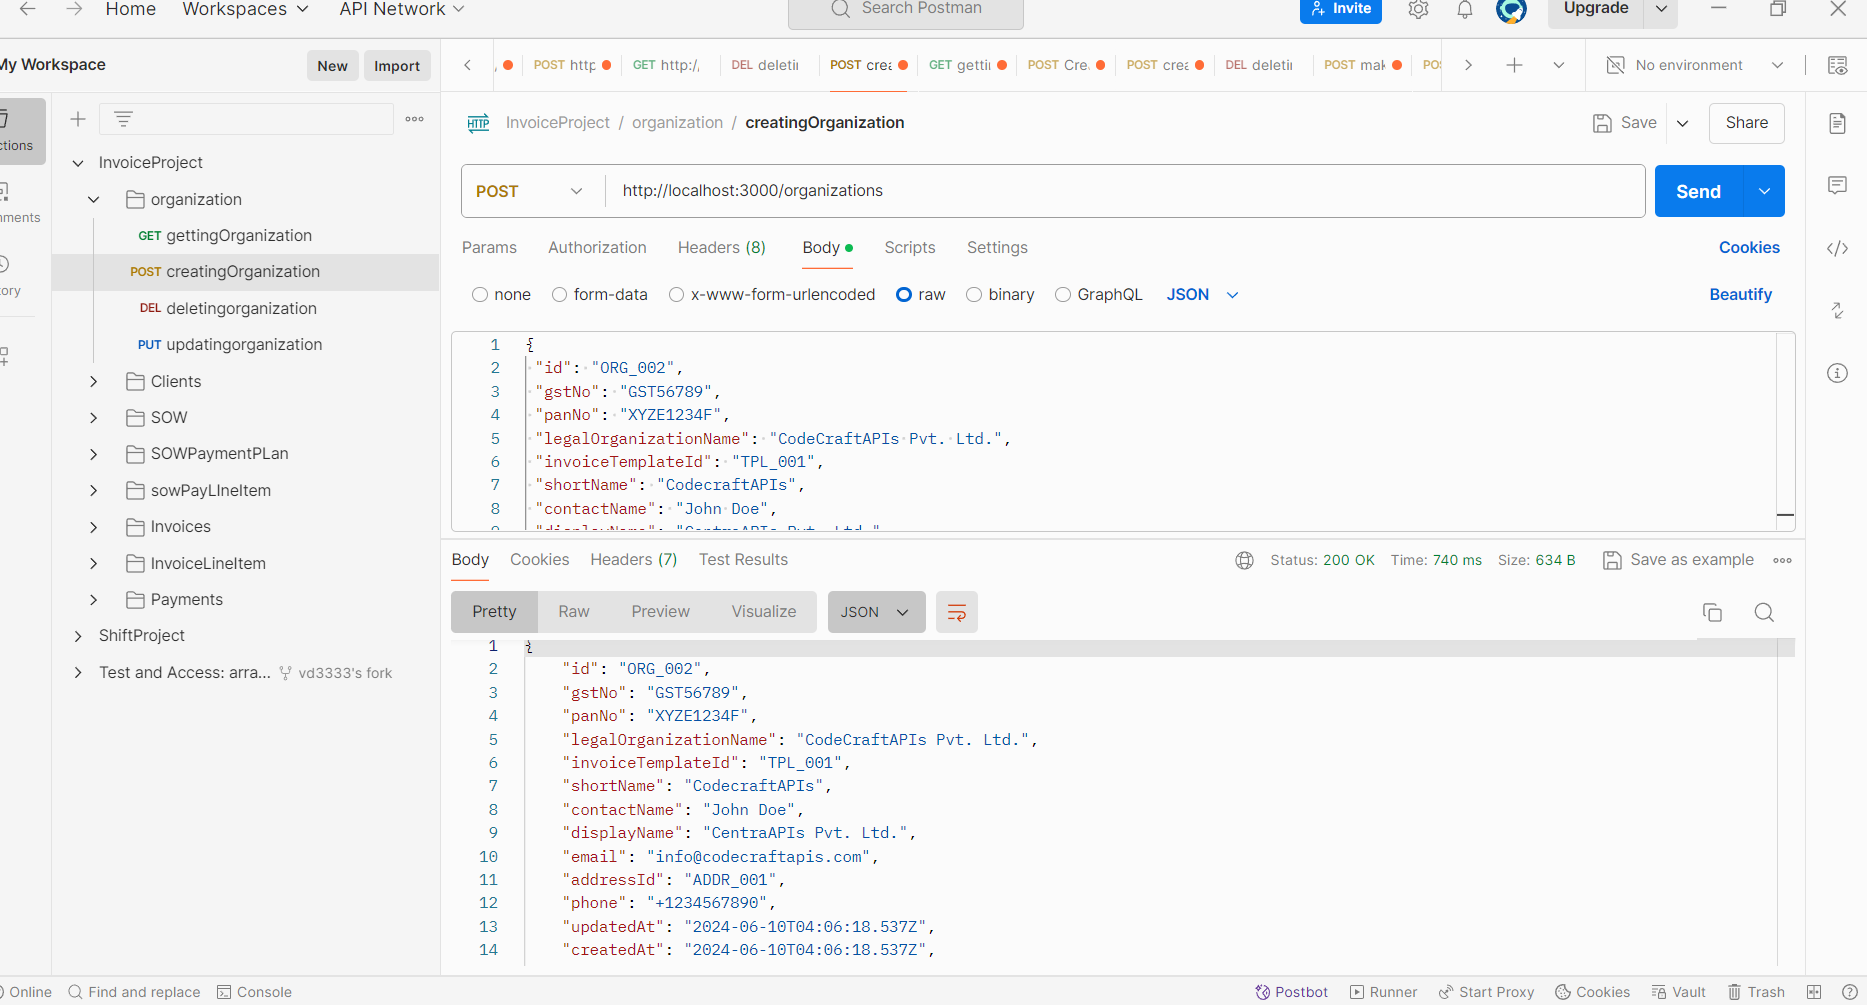 Home Workspaces API Network Search Postman Invite Upgrade
My Workspace New Import
POST http GET http:/, DEL deleti POST crea GET getti POST Cre POST crea DEL deletin POST mak POS No environment
InvoiceProject / organization / creatingOrganization Save Share
InvoiceProject
organization
GET gettingOrganization
POST creatingOrganization
DEL deletingorganization
PUT updatingorganization
Clients
SOW
SOWPaymentPLan
sowPayLIneItem
Invoices
InvoiceLineItem
Payments
ShiftProject
Test and Access: arra... vd3333's fork
POST http://localhost:3000/organizations Send
Params Authorization Headers (8) Body Scripts Settings Cookies
none form-data x-www-form-urlencoded raw binary GraphQL JSON Beautify
1 {
2 "id": "ORG_002",
3 "gstNo": "GST56789",
4 "panNo": "XYZE1234F",
5 "legalOrganizationName": "CodeCraftAPIs Pvt. Ltd.",
6 "invoiceTemplateId": "TPL_001",
7 "shortName": "CodecraftAPIs",
8 "contactName": "John Doe",
9 "displayName": "CentraAPIs Pvt. Ltd."
Body Cookies Headers (7) Test Results Status: 200 OK Time: 740 ms Size: 634 B Save as example
Pretty Raw Preview Visualize JSON
1 {
2 "id": "ORG_002",
3 "gstNo": "GST56789",
4 "panNo": "XYZE1234F",
5 "legalOrganizationName": "CodeCraftAPIs Pvt. Ltd.",
6 "invoiceTemplateId": "TPL_001",
7 "shortName": "CodecraftAPIs",
8 "contactName": "John Doe",
9 "displayName": "CentraAPIs Pvt. Ltd.",
10 "email": "info@codecraftapis.com",
11 "addressId": "ADDR_001",
12 "phone": "+1234567890",
13 "updatedAt": "2024-06-10T04:06:18.537Z",
14 "createdAt": "2024-06-10T04:06:18.537Z",
Online Find and replace Console Postbot Runner Start Proxy Cookies Vault Trash